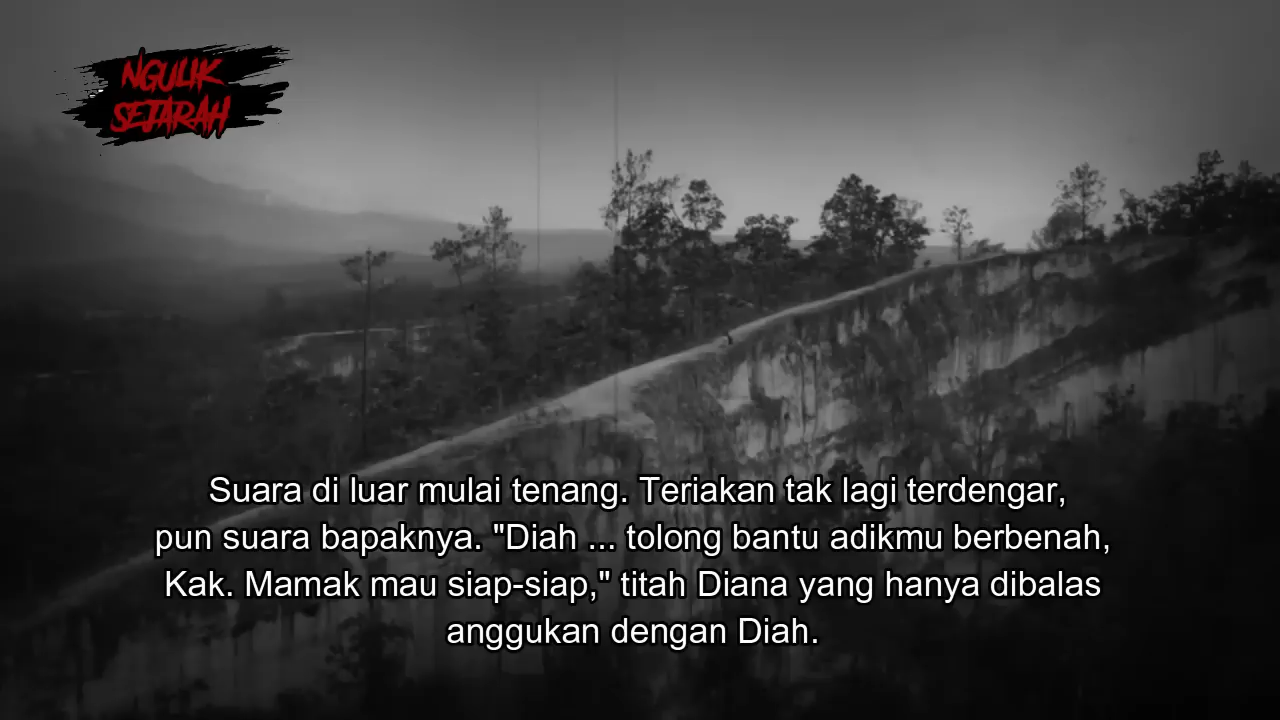 NGULIK
SEJARAH
Suara di luar mulai tenang. Teriakan tak lagi terdengar,
pun suara bapaknya. "Diah ... tolong bantu adikmu berbenah,
Kak. Mamak mau siap-siap," titah Diana yang hanya dibalas
anggukan dengan Diah.